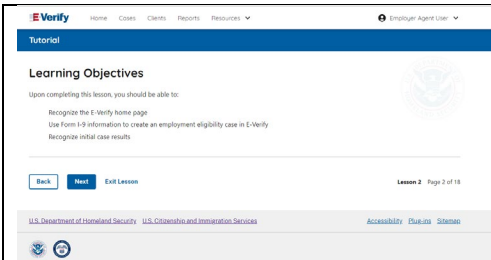 E-Verify Home Cases Clients Reports Resources Employer Agent User
Tutorial
Learning Objectives
Upon completing this lesson, you should be able to:
Recognize the E-Verify home page
Use Form I-9 information to create an employment eligibility case in E-Verify
Recognize initial case results
Back Next Exit Lesson Lesson 2 Page 2 of 18
U.S. Department of Homeland Security U.S. Citizenship and Immigration Services Accessibility Plug-ins Sitemap